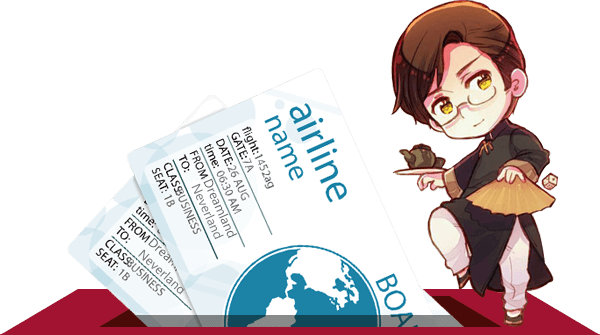 airline
name
flight:1452ag
GATE:7A
DATE:26 AUG
time: 06:30 AM
FROM Dreamland
TO: Neverland
CLASS BUSINESS
SEAT: 1B
BOA
time:
FROM Dreamland
TO: Neverland
CLASS BUSINESS
SEAT: 1B